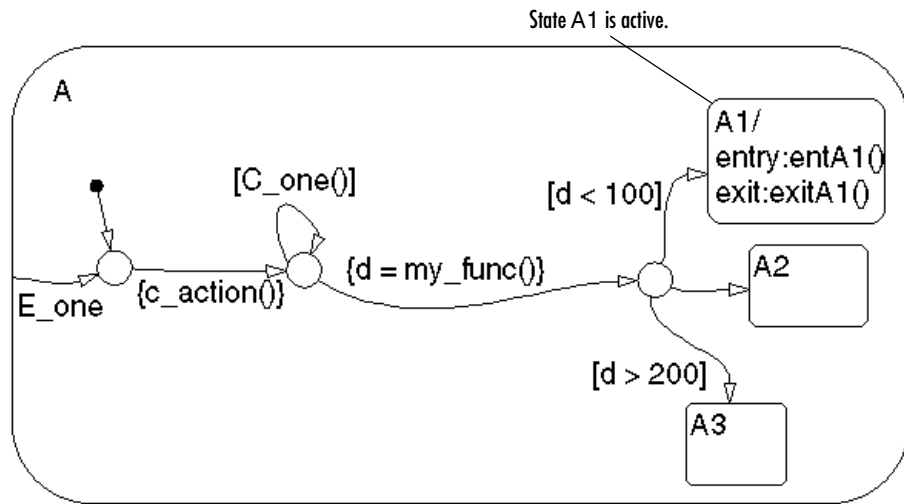 State A1 is active.
A
A1/
entry:entA1()
exit:exitA1()
[C_one()]
[d < 100]
E_one
{c_action()}
{d = my_func()}
A2
[d > 200]
A3